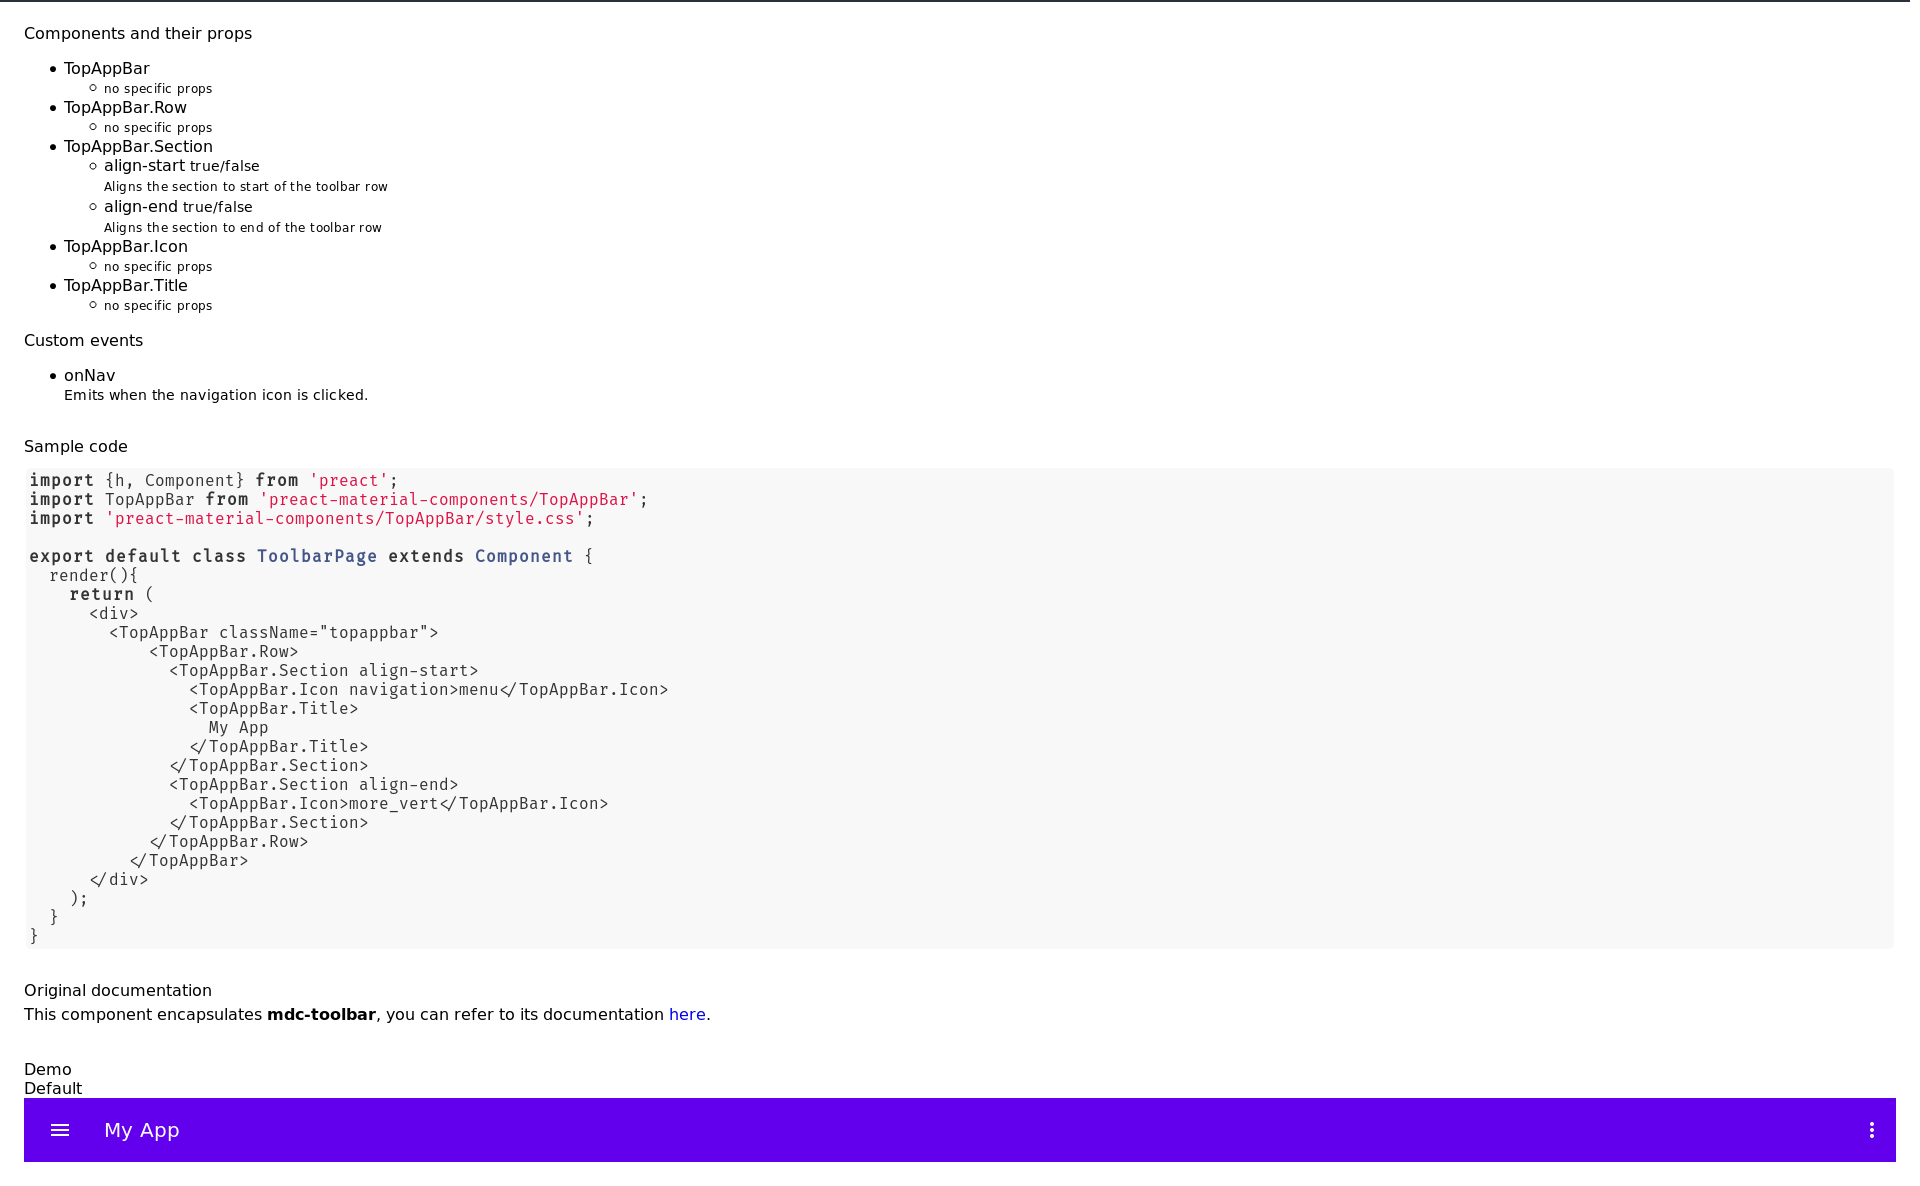 Components and their props
TopAppBar
no specific props
TopAppBar.Row
no specific props
TopAppBar.Section
align-start true/false
Aligns the section to start of the toolbar row
align-end true/false
Aligns the section to end of the toolbar row
TopAppBar.Icon
no specific props
TopAppBar.Title
no specific props
Custom events
onNav
Emits when the navigation icon is clicked.
Sample code
import {h, Component} from 'preact';
import TopAppBar from 'preact-material-components/TopAppBar';
import 'preact-material-components/TopAppBar/style.css';
export default class ToolbarPage extends Component {
  render(){
    return (
      <div>
        <TopAppBar className="topappbar">
            <TopAppBar.Row>
              <TopAppBar.Section align-start>
                <TopAppBar.Icon navigation>menu</TopAppBar.Icon>
                <TopAppBar.Title>
                  My App
                </TopAppBar.Title>
              </TopAppBar.Section>
              <TopAppBar.Section align-end>
                <TopAppBar.Icon>more_vert</TopAppBar.Icon>
              </TopAppBar.Section>
            </TopAppBar.Row>
          </TopAppBar>
      </div>
    );
  }
}
Original documentation
This component encapsulates mdc-toolbar, you can refer to its documentation here.
Demo
Default
My App